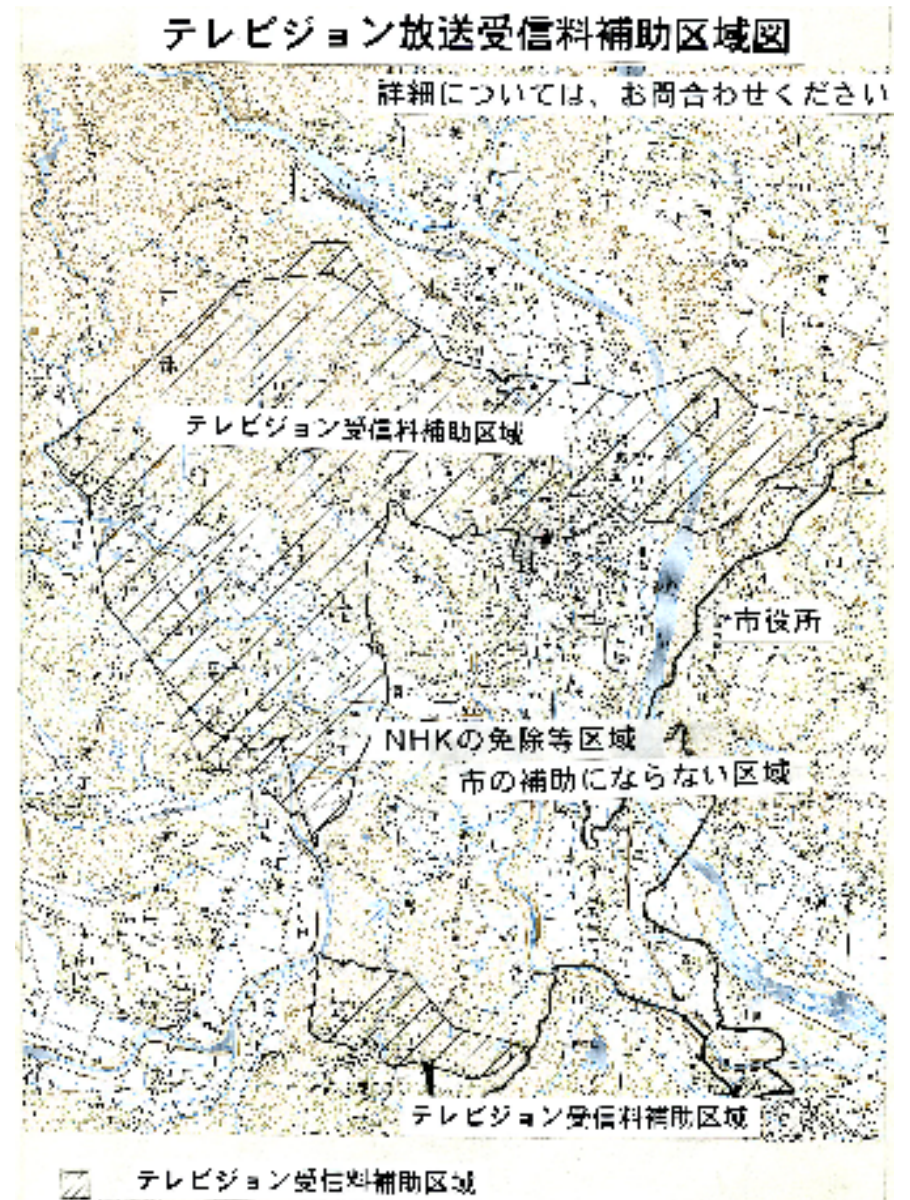 テレビジョン放送受信料補助区域図
詳細については、お問合わせください
テレビジョン受信料補助区域
市役所
NHKの免除等区域
市の補助にならない区域
テレビジョン受信料補助区域
テレビジョン受信料補助区域